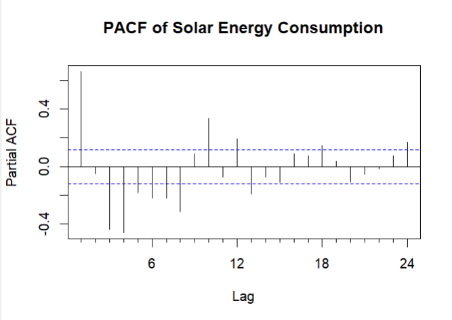 PACF of Solar Energy Consumption
Partial ACF
0.4
0.0
-0.4
6 12 18 24
Lag